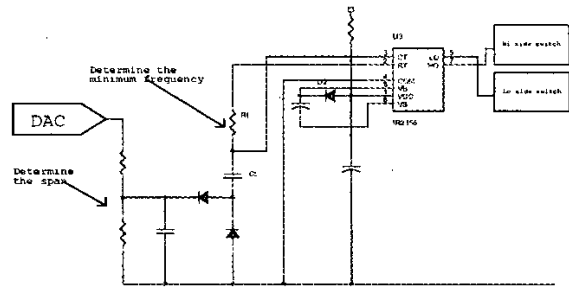 U3
Hi side switch
Lo side switch
CT
RT
COM
VB
VCC
VS
LO
HO
Determine the
minimum frequency
D2
R1
DAC
C1
Determine
the span